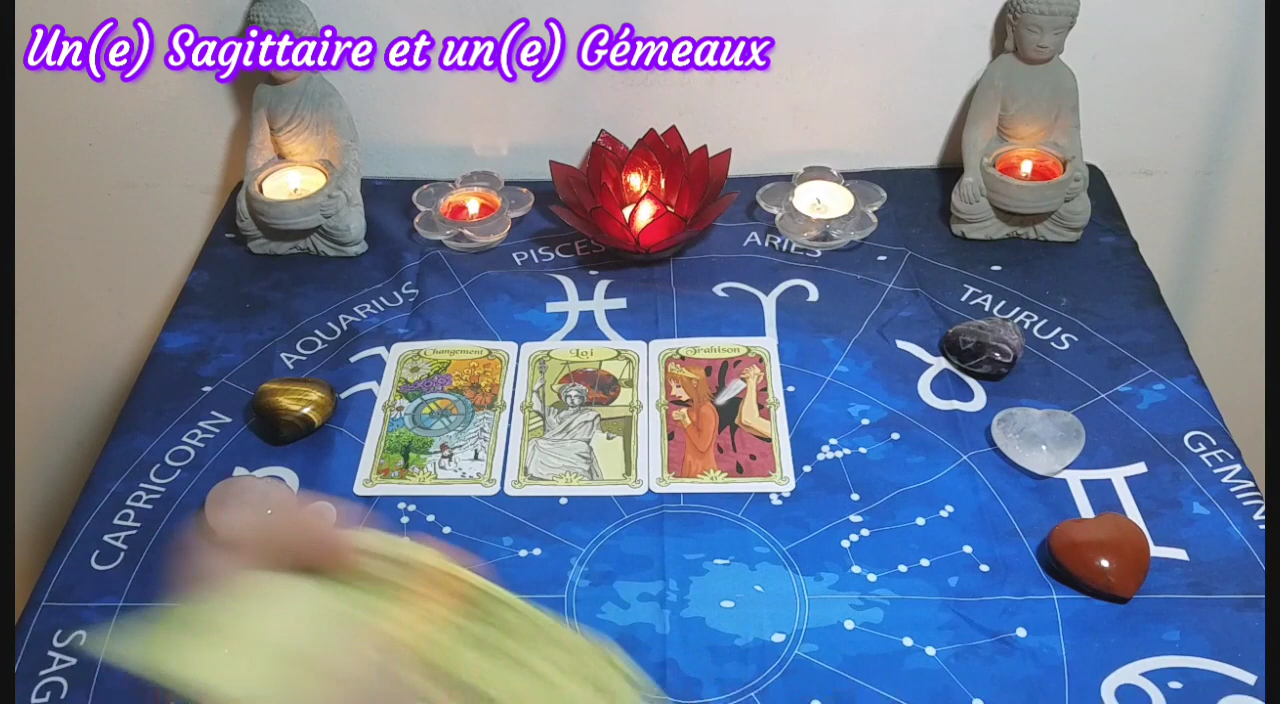 Un(e) Sagittaire et un(e) Gémeaux
PISCES
ARIES
AQUARIUS
TAURUS
CAPRICORN
GEMIN
SAG
Changement
Loi
Trahison